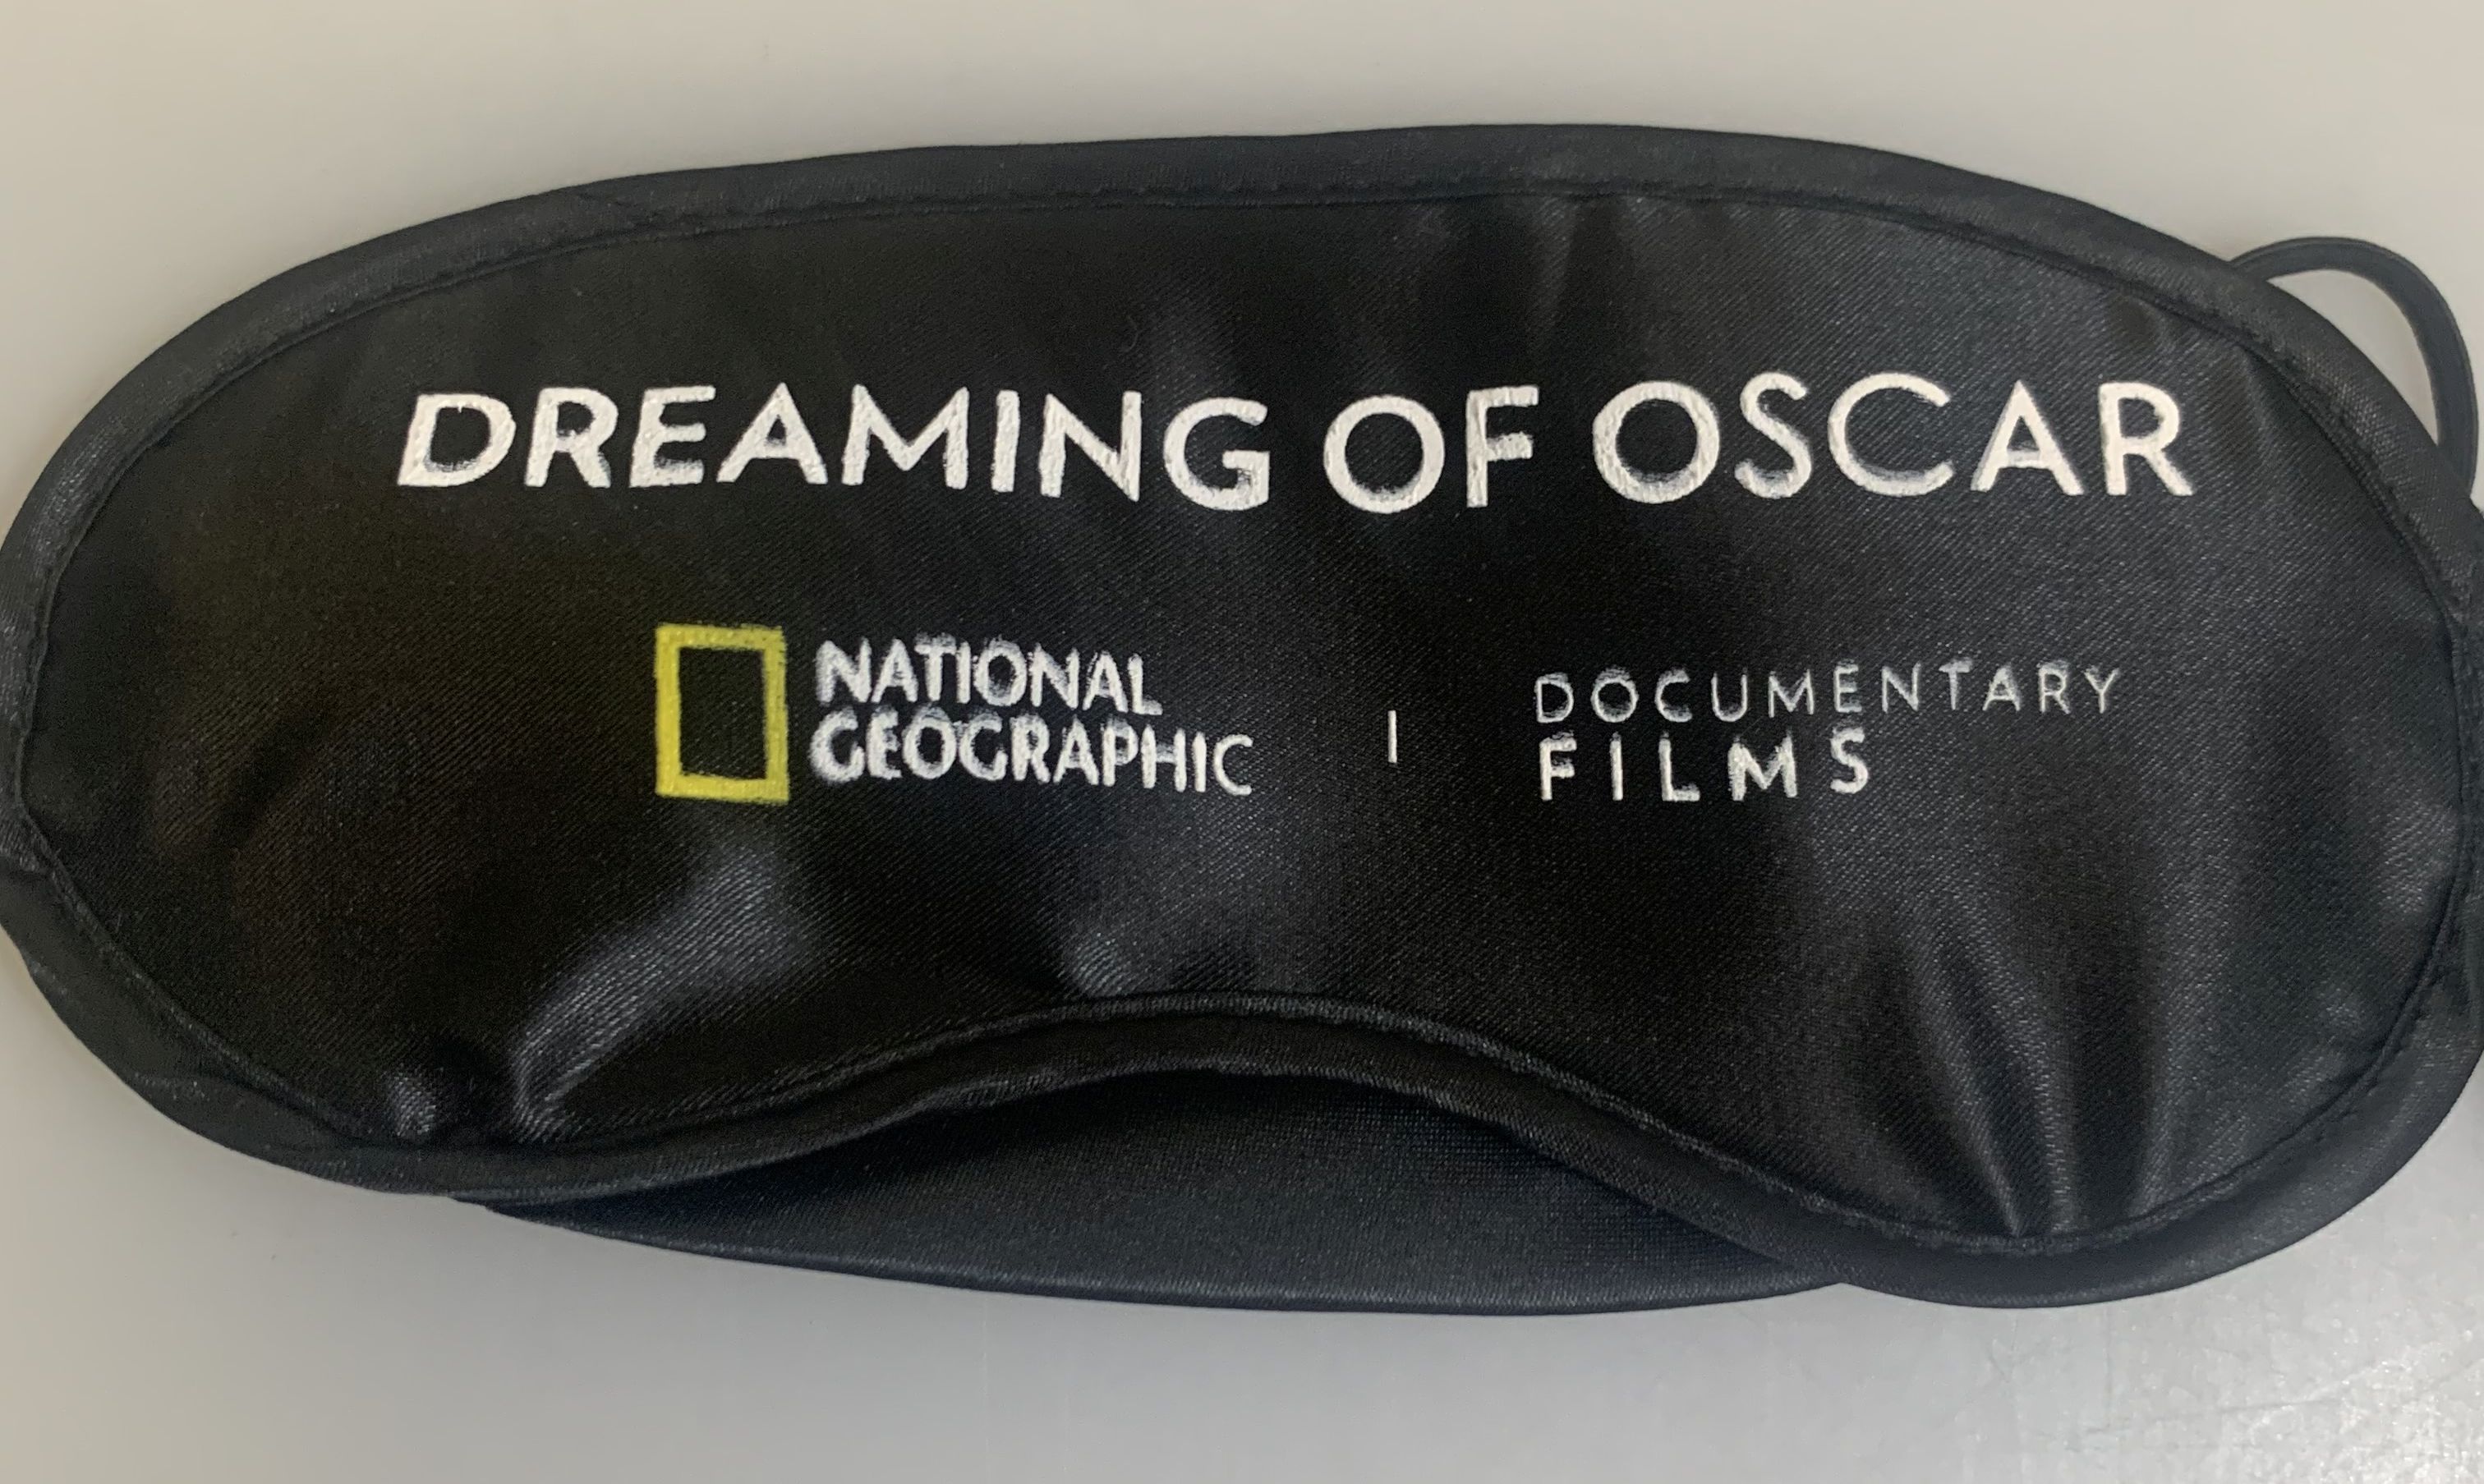 DREAMING OF OSCAR
NATIONAL
GEOGRAPHIC
|
DOCUMENTARY
FILMS